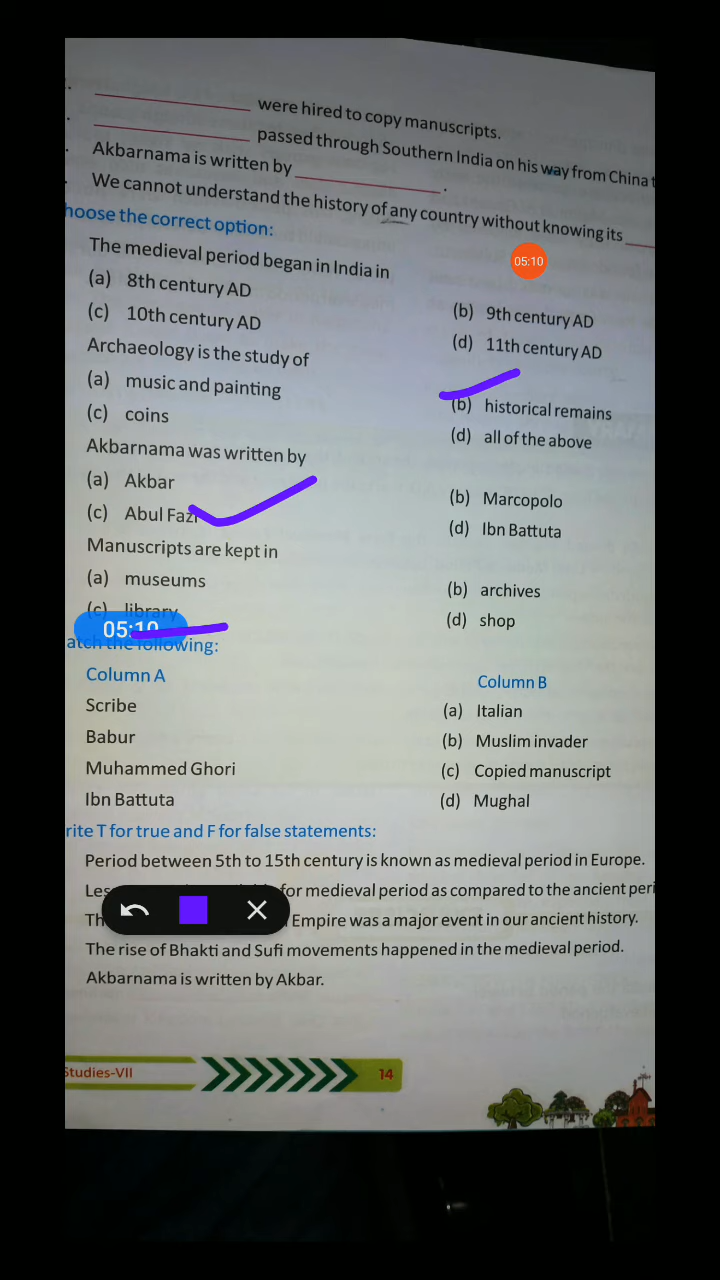 were hired to copy manuscripts.
passed through Southern India on his way from China
Akbarnama is written by .
We cannot understand the history of any country without knowing its
hoose the correct option:
The medieval period began in India in
05:10
(a) 8th century AD (b) 9th century AD
(c) 10th century AD (d) 11th century AD
Archaeology is the study of
(a) music and painting (b) historical remains
(c) coins (d) all of the above
Akbarnama was written by
(a) Akbar (b) Marcopolo
(c) Abul Fazl (d) Ibn Battuta
Manuscripts are kept in
(a) museums (b) archives
(c) library (d) shop
05:10
atch the following:
Column A Column B
Scribe (a) Italian
Babur (b) Muslim invader
Muhammed Ghori (c) Copied manuscript
Ibn Battuta (d) Mughal
rite T for true and F for false statements:
Period between 5th to 15th century is known as medieval period in Europe.
for medieval period as compared to the ancient peri
Empire was a major event in our ancient history.
The rise of Bhakti and Sufi movements happened in the medieval period.
Akbarnama is written by Akbar.
Studies-VII 14